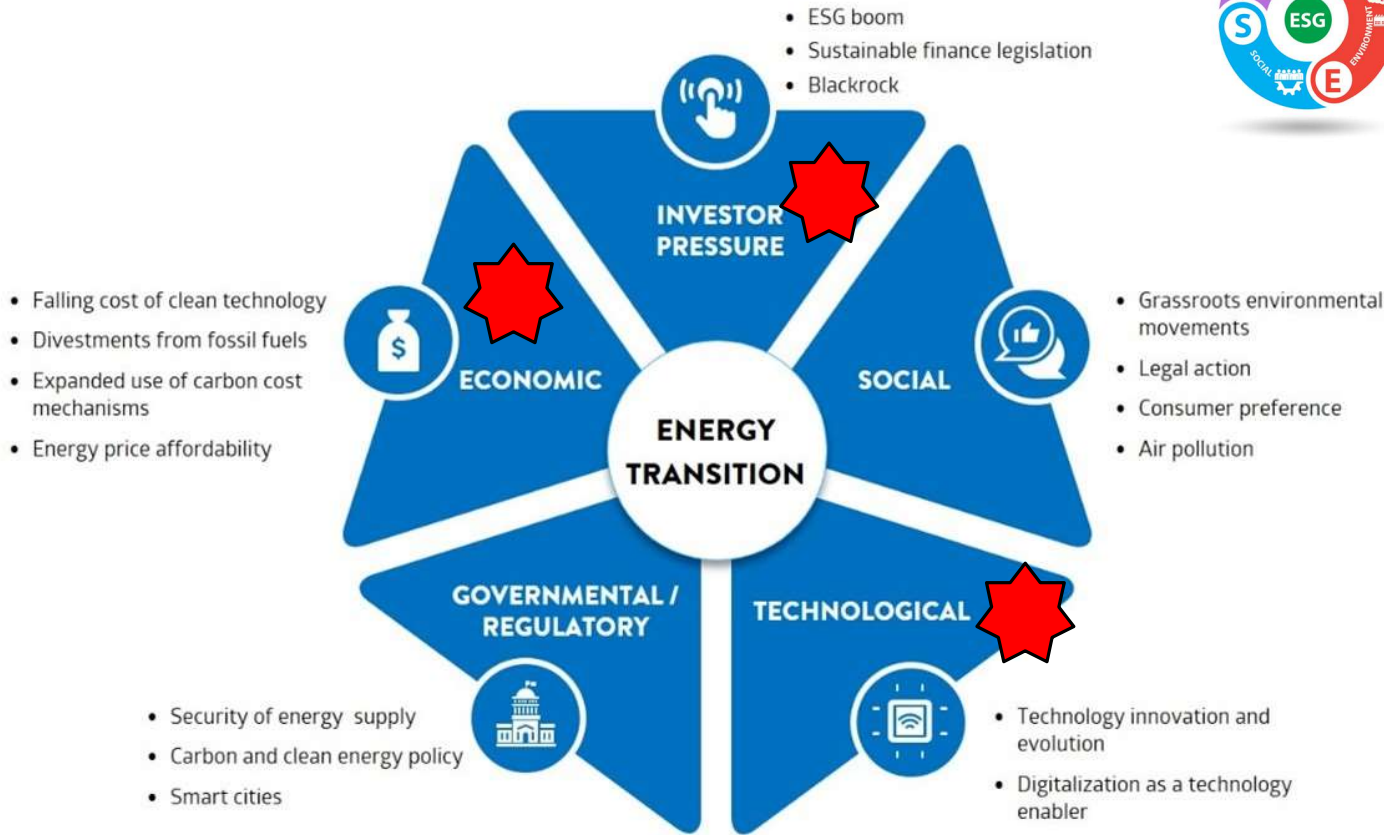 • ESG boom
• Sustainable finance legislation
• Blackrock
S
ESG
E
SOCIAL
ENVIRONMENT
INVESTOR
PRESSURE
• Falling cost of clean technology
• Divestments from fossil fuels
• Expanded use of carbon cost
mechanisms
• Energy price affordability
$
ECONOMIC
SOCIAL
• Grassroots environmental
movements
• Legal action
• Consumer preference
• Air pollution
ENERGY
TRANSITION
GOVERNMENTAL /
REGULATORY
TECHNOLOGICAL
• Security of energy supply
• Carbon and clean energy policy
• Smart cities
• Technology innovation and
evolution
• Digitalization as a technology
enabler